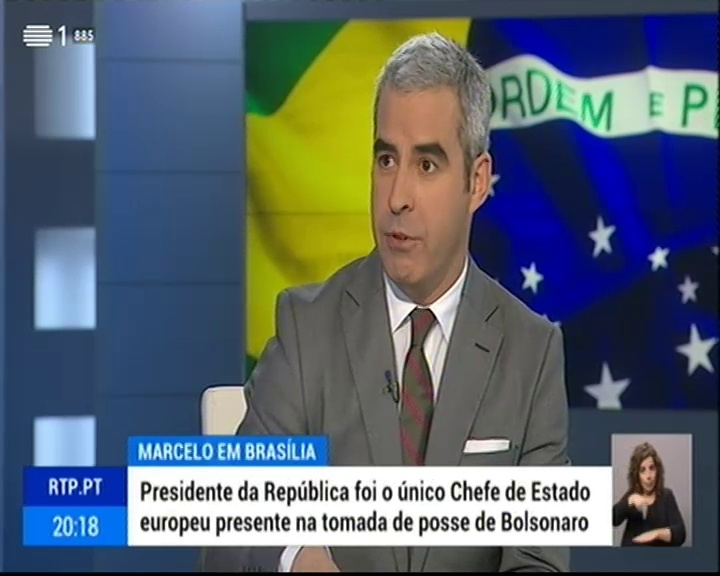 1 885
ORDEM E P
MARCELO EM BRASÍLIA
RTP.PT
Presidente da República foi o único Chefe de Estado
20:18
europeu presente na tomada de posse de Bolsonaro